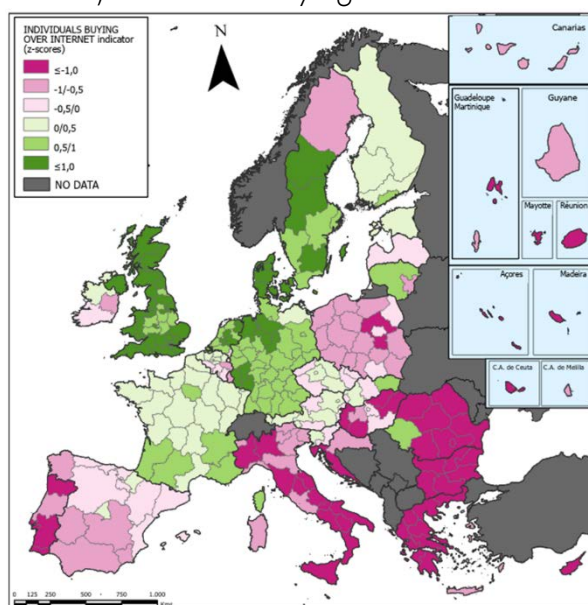 INDIVIDUALS BUYING
OVER INTERNET indicator
(z-scores)
≤-1,0
-1/-0,5
-0,5/0
0/0,5
0,5/1
≤1,0
NO DATA
N
Canarias
Guadeloupe
Martinique
Guyane
Mayotte
Réunion
Açores
Madeira
C.A. de Ceuta
C.A. de Melilla
0 125 250 500 750 1.000